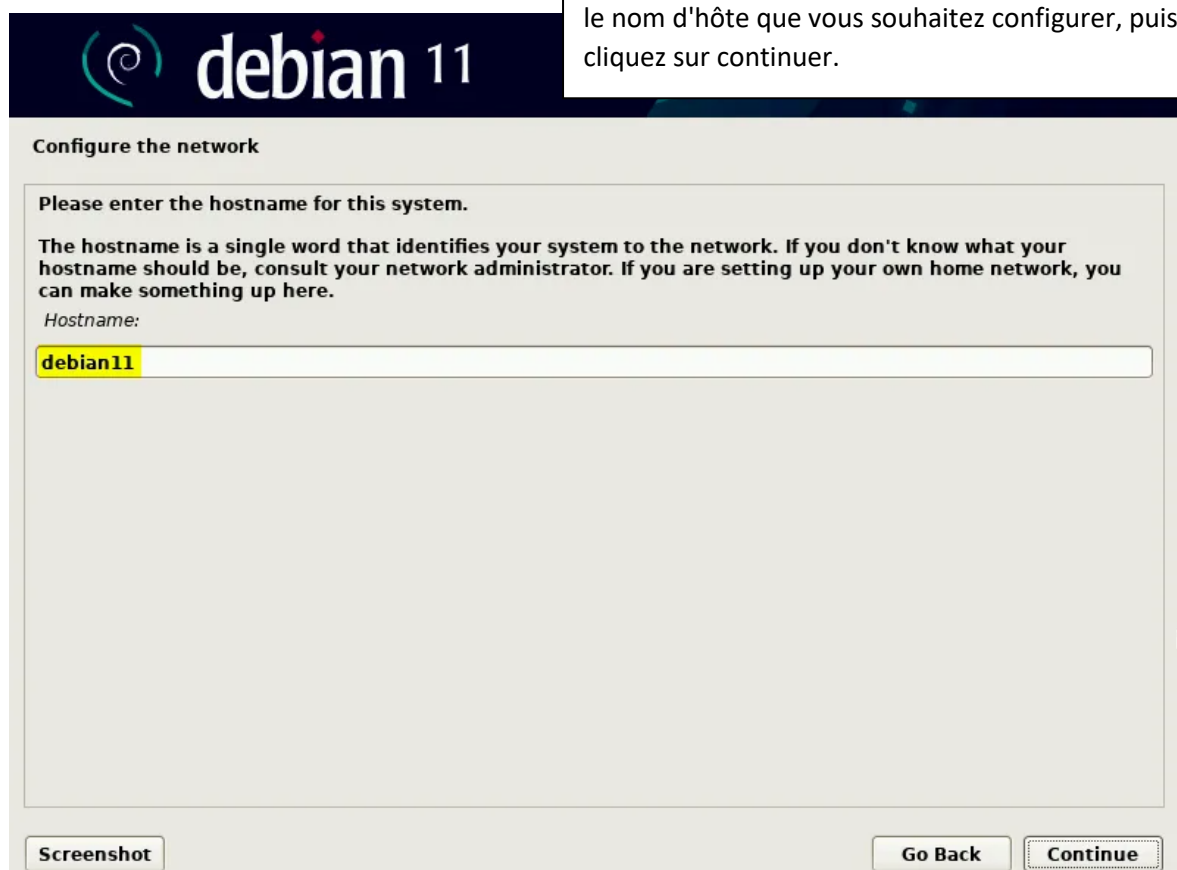 le nom d'hôte que vous souhaitez configurer, puis
cliquez sur continuer.
debian 11
Configure the network
Please enter the hostname for this system.
The hostname is a single word that identifies your system to the network. If you don't know what your
hostname should be, consult your network administrator. If you are setting up your own home network, you
can make something up here.
Hostname:
debian11
Screenshot
Go Back
Continue